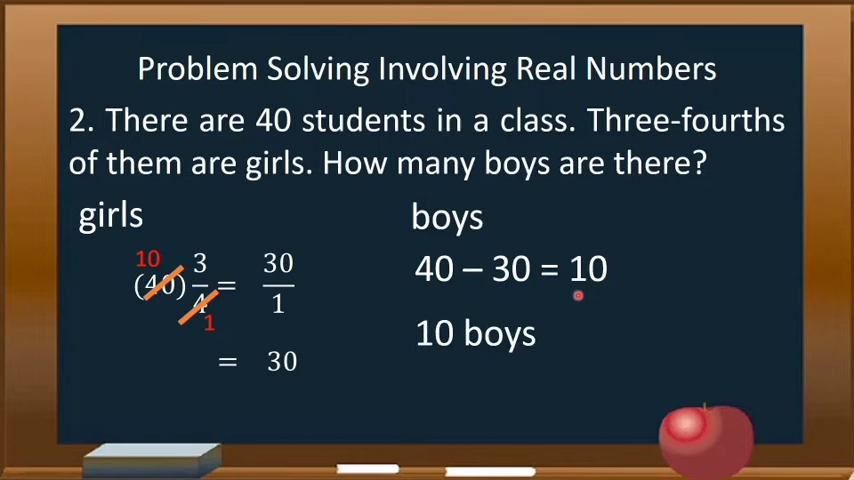 Problem Solving Involving Real Numbers
2. There are 40 students in a class. Three-fourths
of them are girls. How many boys are there?
girls
10
(40) 3/4 = 30/1
1
= 30
boys
40 – 30 = 10
10 boys